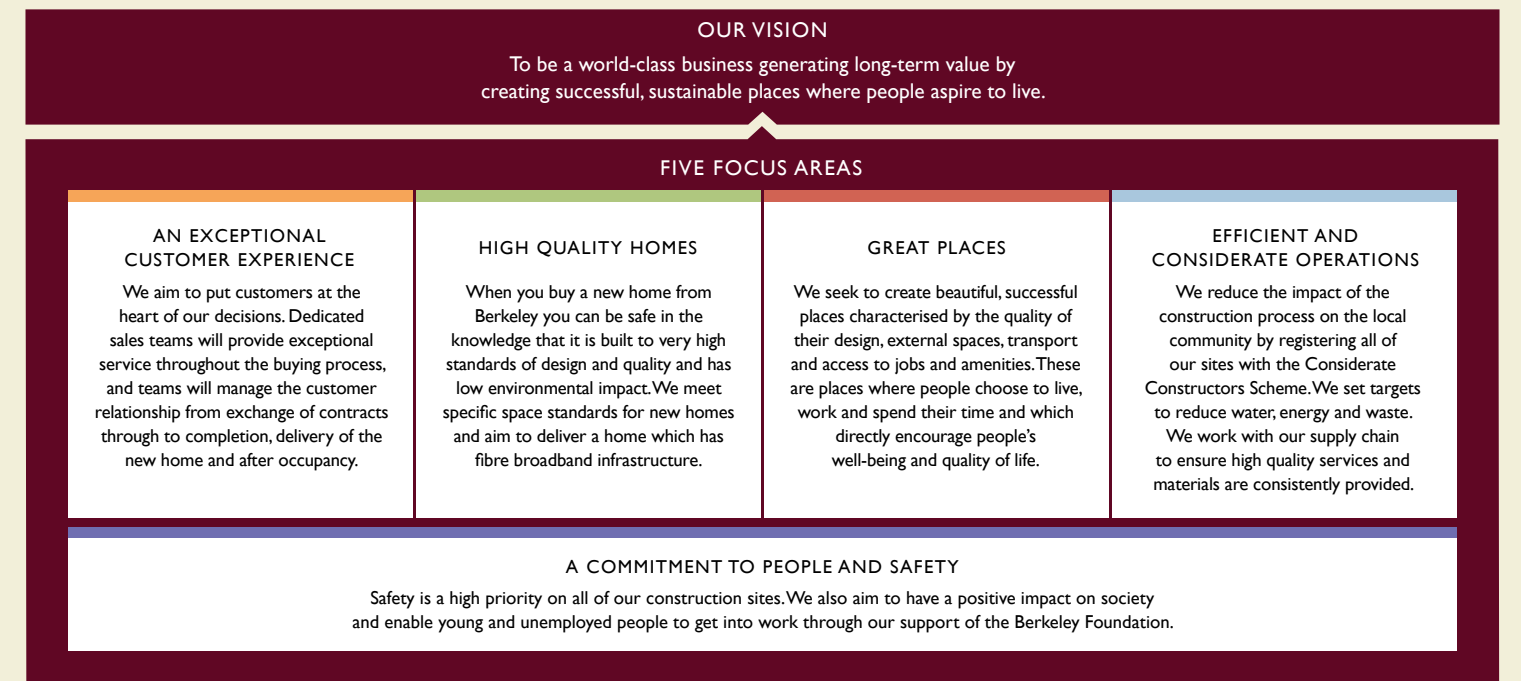 OUR VISION
To be a world-class business generating long-term value by
creating successful, sustainable places where people aspire to live.
FIVE FOCUS AREAS
AN EXCEPTIONAL
CUSTOMER EXPERIENCE
We aim to put customers at the
heart of our decisions. Dedicated
sales teams will provide exceptional
service throughout the buying process,
and teams will manage the customer
relationship from exchange of contracts
through to completion, delivery of the
new home and after occupancy.
HIGH QUALITY HOMES
When you buy a new home from
Berkeley you can be safe in the
knowledge that it is built to very high
standards of design and quality and has
low environmental impact. We meet
specific space standards for new homes
and aim to deliver a home which has
fibre broadband infrastructure.
GREAT PLACES
We seek to create beautiful, successful
places characterised by the quality of
their design, external spaces, transport
and access to jobs and amenities. These
are places where people choose to live,
work and spend their time and which
directly encourage people's
well-being and quality of life.
EFFICIENT AND
CONSIDERATE OPERATIONS
We reduce the impact of the
construction process on the local
community by registering all of
our sites with the Considerate
Constructors Scheme. We set targets
to reduce water, energy and waste.
We work with our supply chain
to ensure high quality services and
materials are consistently provided.
A COMMITMENT TO PEOPLE AND SAFETY
Safety is a high priority on all of our construction sites. We also aim to have a positive impact on society
and enable young and unemployed people to get into work through our support of the Berkeley Foundation.